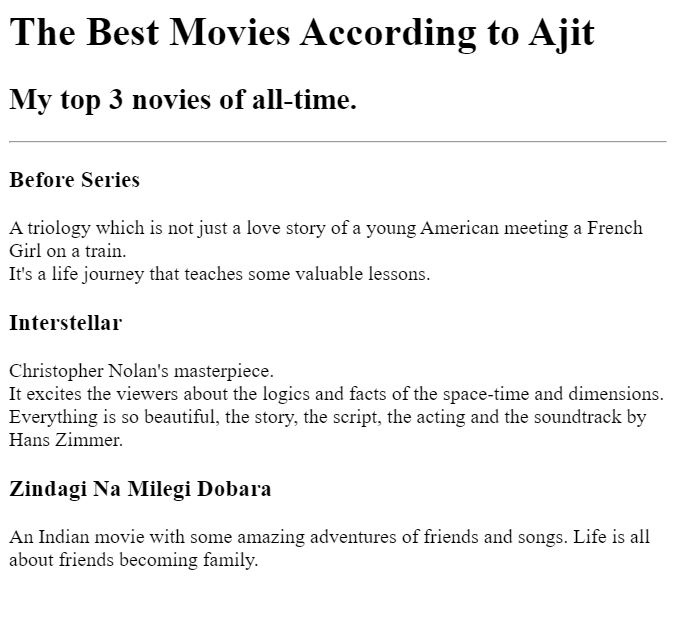 The Best Movies According to Ajit
My top 3 novies of all-time.
Before Series
A triology which is not just a love story of a young American meeting a French
Girl on a train.
It's a life journey that teaches some valuable lessons.
Interstellar
Christopher Nolan's masterpiece.
It excites the viewers about the logics and facts of the space-time and dimensions.
Everything is so beautiful, the story, the script, the acting and the soundtrack by
Hans Zimmer.
Zindagi Na Milegi Dobara
An Indian movie with some amazing adventures of friends and songs. Life is all
about friends becoming family.